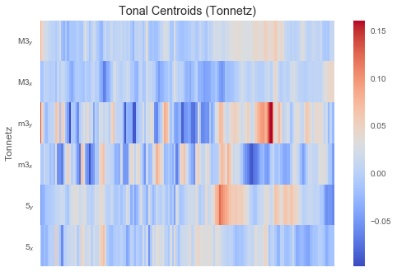 Tonal Centroids (Tonnetz)
Tonnetz
M3y
M3x
m3y
m3x
5y
5y
0.15
0.10
0.05
0.00
−0.05